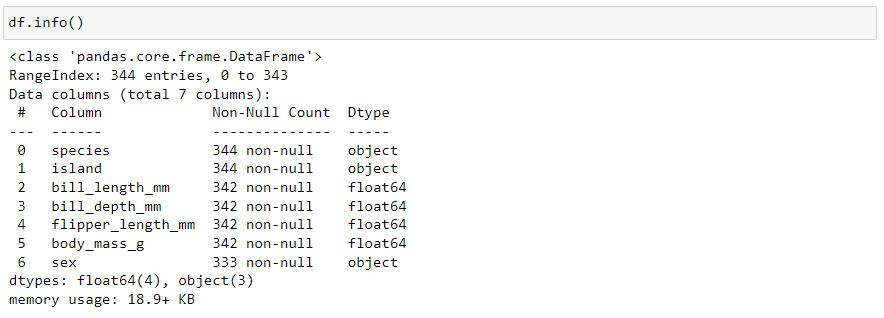 df.info()
<class 'pandas.core.frame.DataFrame'>
RangeIndex: 344 entries, 0 to 343
Data columns (total 7 columns):
 #   Column             Non-Null Count  Dtype
---  ------             --------------  -----
 0   species            344 non-null    object
 1   island             344 non-null    object
 2   bill_length_mm     342 non-null    float64
 3   bill_depth_mm      342 non-null    float64
 4   flipper_length_mm  342 non-null    float64
 5   body_mass_g        342 non-null    float64
 6   sex                333 non-null    object
dtypes: float64(4), object(3)
memory usage: 18.9+ KB